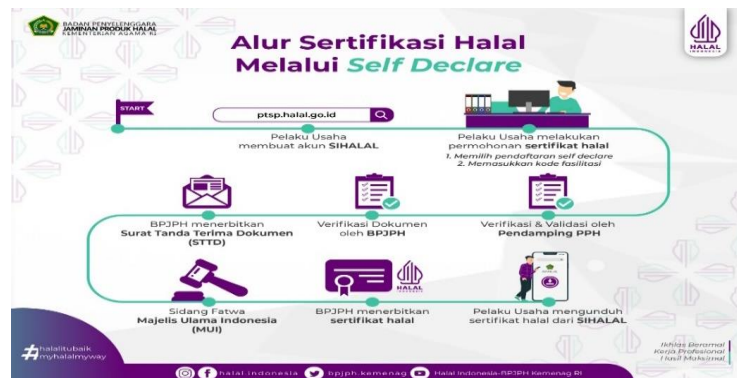 BADAN PENYELENGGARA
JAMINAN PRODUK HALAL
KEMENTERIAN AGAMA RI
HALAL
INDONESIA
Alur Sertifikasi Halal
Melalui Self Declare
START
ptsp.halal.go.id
Pelaku Usaha
membuat akun SIHALAL
Pelaku Usaha melakukan
permohonan sertifikat halal
1. Memilih pendaftaran self declare
2. Memasukkan kode fasilitasi
BPJPH menerbitkan
Surat Tanda Terima Dokumen
(STTD)
Verifikasi Dokumen
oleh BPJPH
Verifikasi & Validasi oleh
Pendamping PPH
HALAL
Sidang Fatwa
Majelis Ulama Indonesia
(MUI)
BPJPH menerbitkan
sertifikat halal
Pelaku Usaha mengunduh
sertifikat halal dari SIHALAL
#halalitubaik
myhalalmyway
Ikhlas Beramal
Kerja Profesional
Hasil Maksimal
halal.indonesia bpjph.kemenag Halal Indonesia-BPJPH Kemenag RI